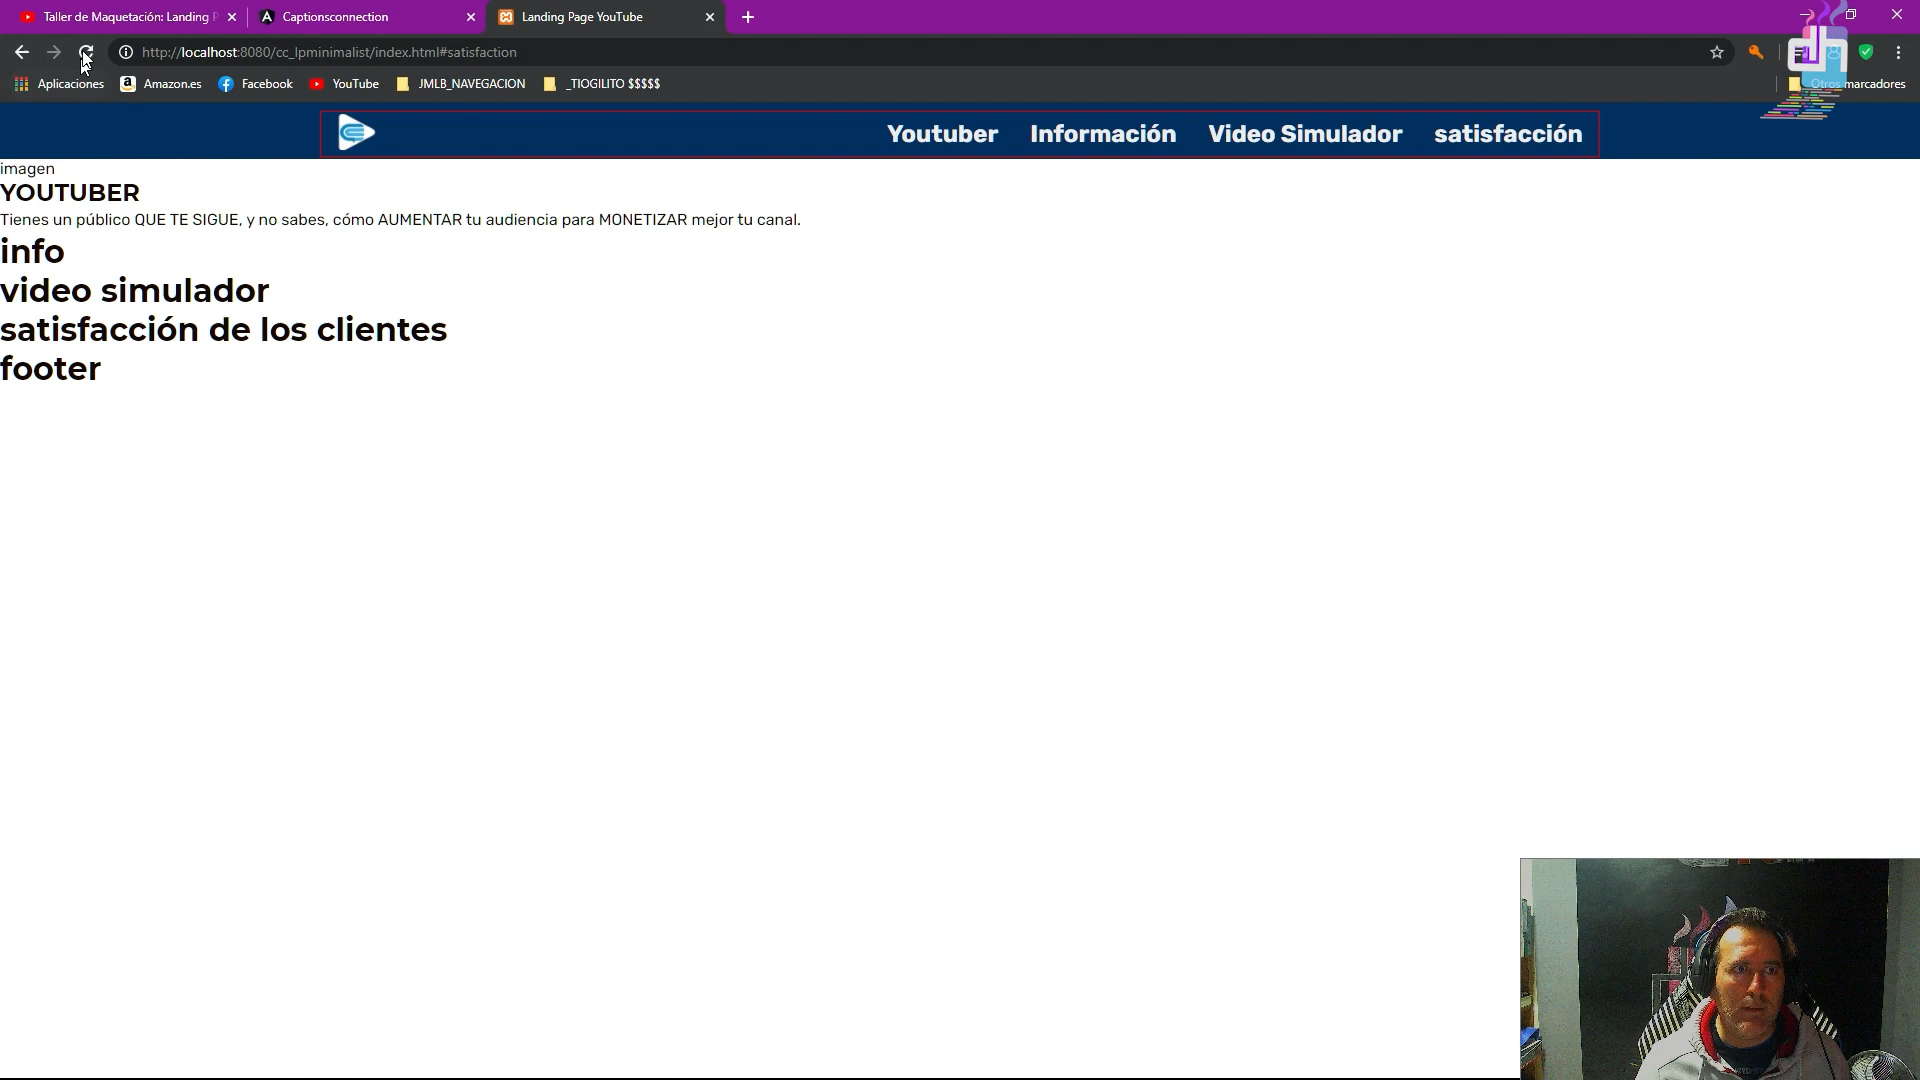 Taller de Maquetación: Landing P
Captionsconnection
Landing Page YouTube
http://localhost:8080/cc_lpminimalist/index.html#satisfaction
Aplicaciones
Amazon.es
Facebook
YouTube
JMLB_NAVEGACION
_TIOGILITO $$$$$
Otros marcadores
Youtuber
Información
Video Simulador
satisfacción
imagen
YOUTUBER
Tienes un público QUE TE SIGUE, y no sabes, cómo AUMENTAR tu audiencia para MONETIZAR mejor tu canal.
info
video simulador
satisfacción de los clientes
footer